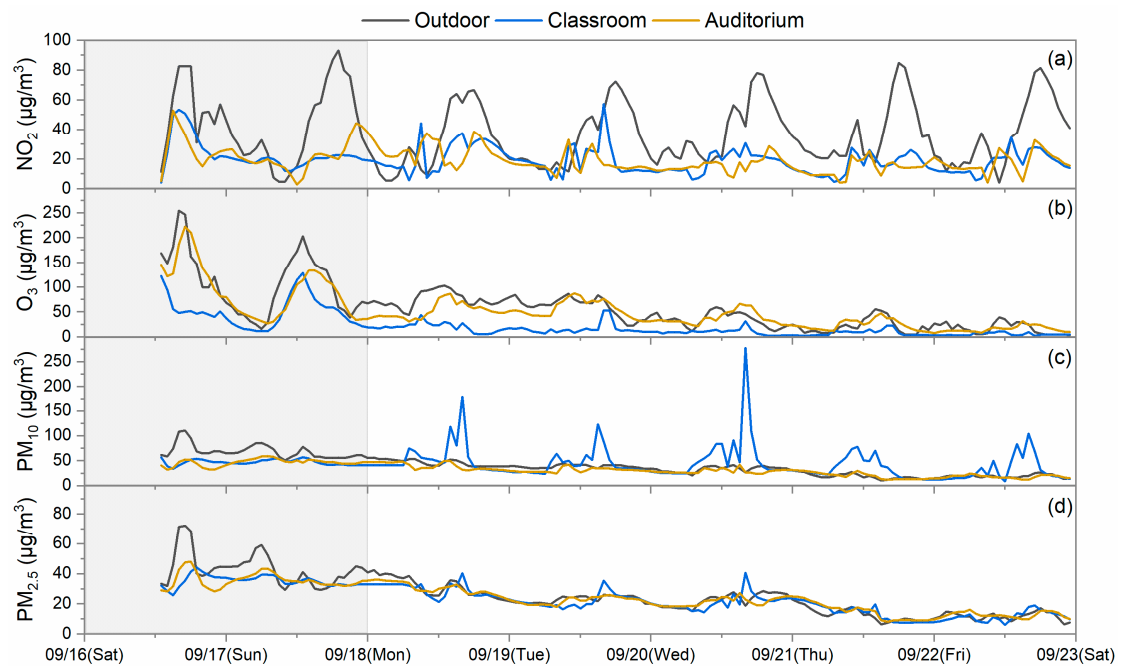 Outdoor Classroom Auditorium
(a)
NO2 (µg/m³)
100
80
60
40
20
0
(b)
O3 (µg/m³)
250
200
150
100
50
0
(c)
PM10 (µg/m³)
250
200
150
100
50
0
(d)
PM2.5 (µg/m³)
80
60
40
20
0
09/16(Sat) 09/17(Sun) 09/18(Mon) 09/19(Tue) 09/20(Wed) 09/21(Thu) 09/22(Fri) 09/23(Sat)